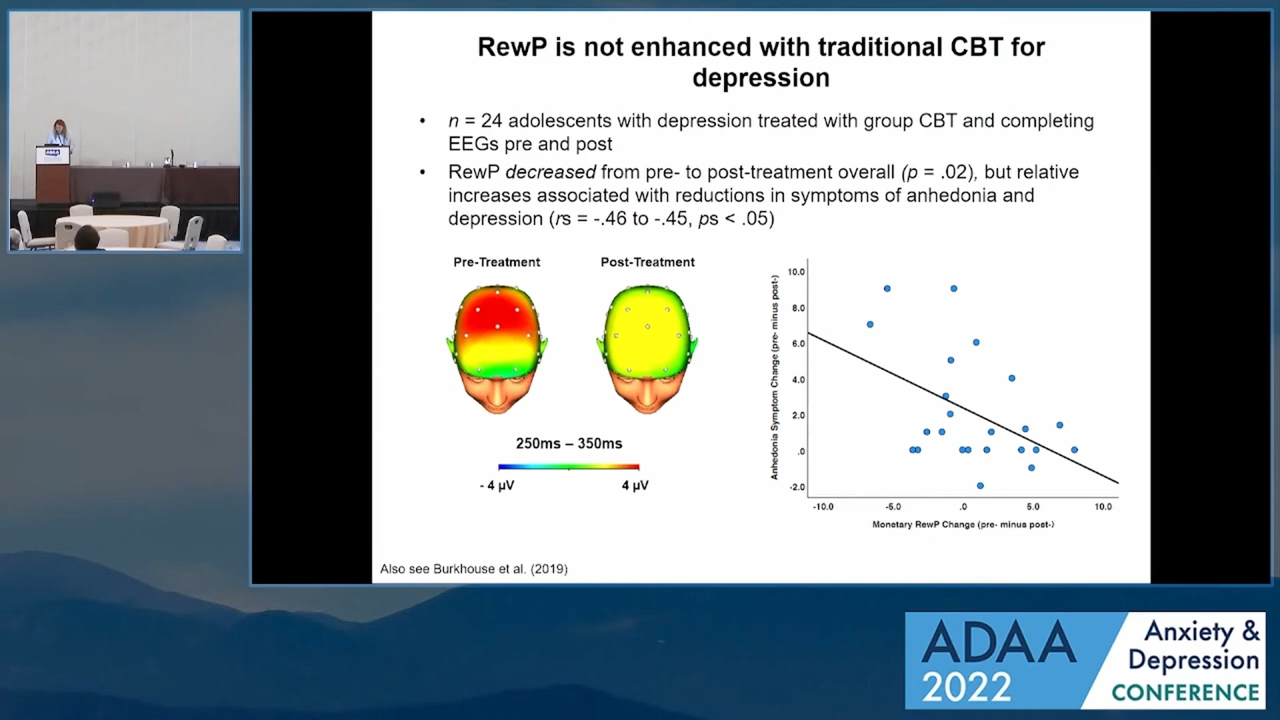 RewP is not enhanced with traditional CBT for
depression
• n = 24 adolescents with depression treated with group CBT and completing
EEGs pre and post
• RewP decreased from pre- to post-treatment overall (p = .02), but relative
increases associated with reductions in symptoms of anhedonia and
depression (rs = -.46 to -.45, ps < .05)
Pre-Treatment
Post-Treatment
250ms – 350ms
- 4 µV
4 µV
Anhedonia Symptom Change (pre- minus post-)
10.0
8.0
6.0
4.0
2.0
.0
-2.0
-10.0
-5.0
.0
5.0
10.0
Monetary RewP Change (pre- minus post-)
Also see Burkhouse et al. (2019)
ADAA
2022
Anxiety &
Depression
CONFERENCE